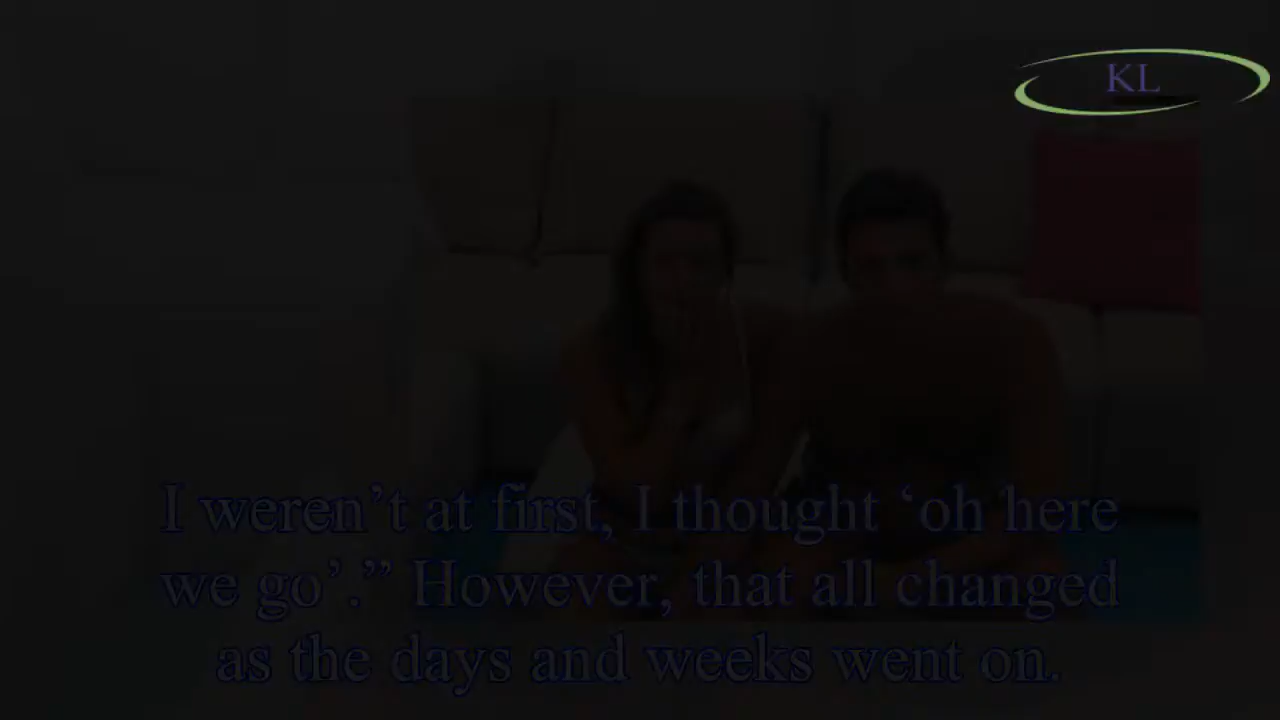 KL
I weren’t at first, I thought ‘oh here
we go’.” However, that all changed
as the days and weeks went on.